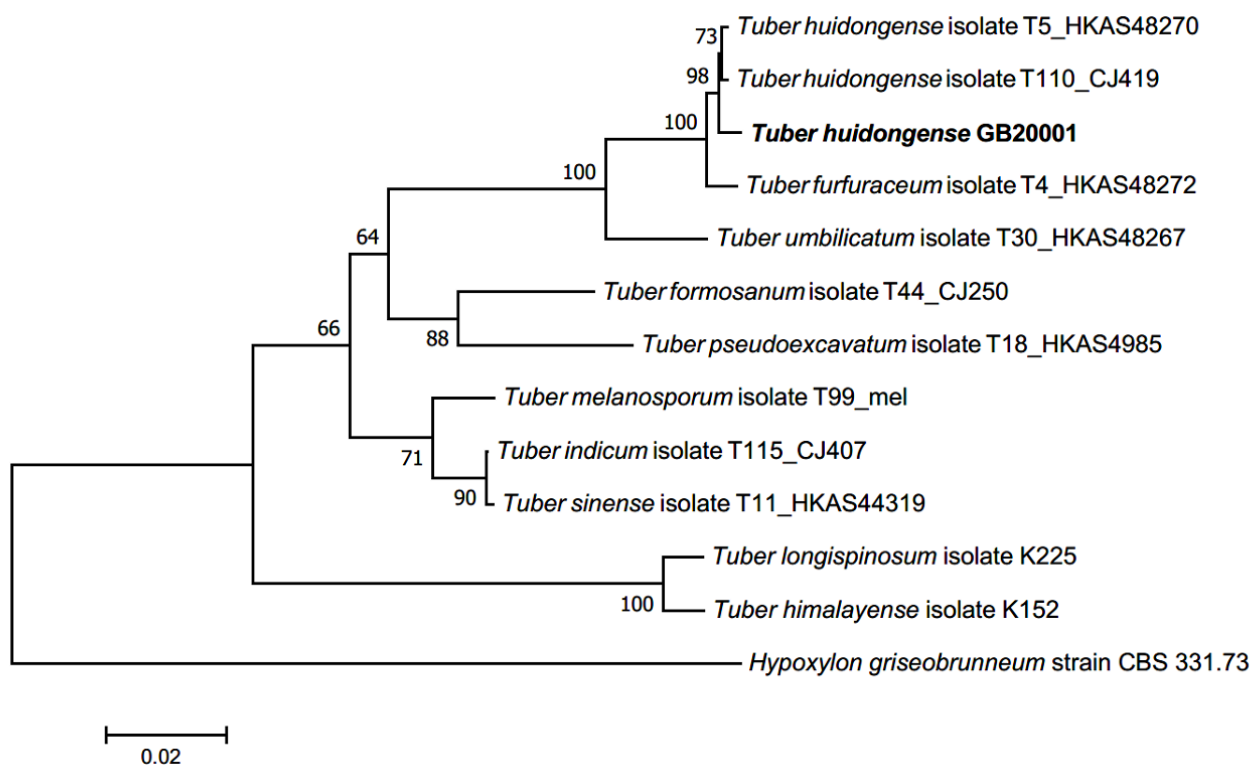 Tuber huidongense isolate T5_HKAS48270
73
98
Tuber huidongense isolate T110_CJ419
100
Tuber huidongense GB20001
100
Tuber furfuraceum isolate T4_HKAS48272
64
Tuber umbilicatum isolate T30_HKAS48267
Tuber formosanum isolate T44_CJ250
66
88
Tuber pseudoexcavatum isolate T18_HKAS4985
Tuber melanosporum isolate T99_mel
71
Tuber indicum isolate T115_CJ407
90
Tuber sinense isolate T11_HKAS44319
Tuber longispinosum isolate K225
100
Tuber himalayense isolate K152
Hypoxylon griseobrunneum strain CBS 331.73
0.02